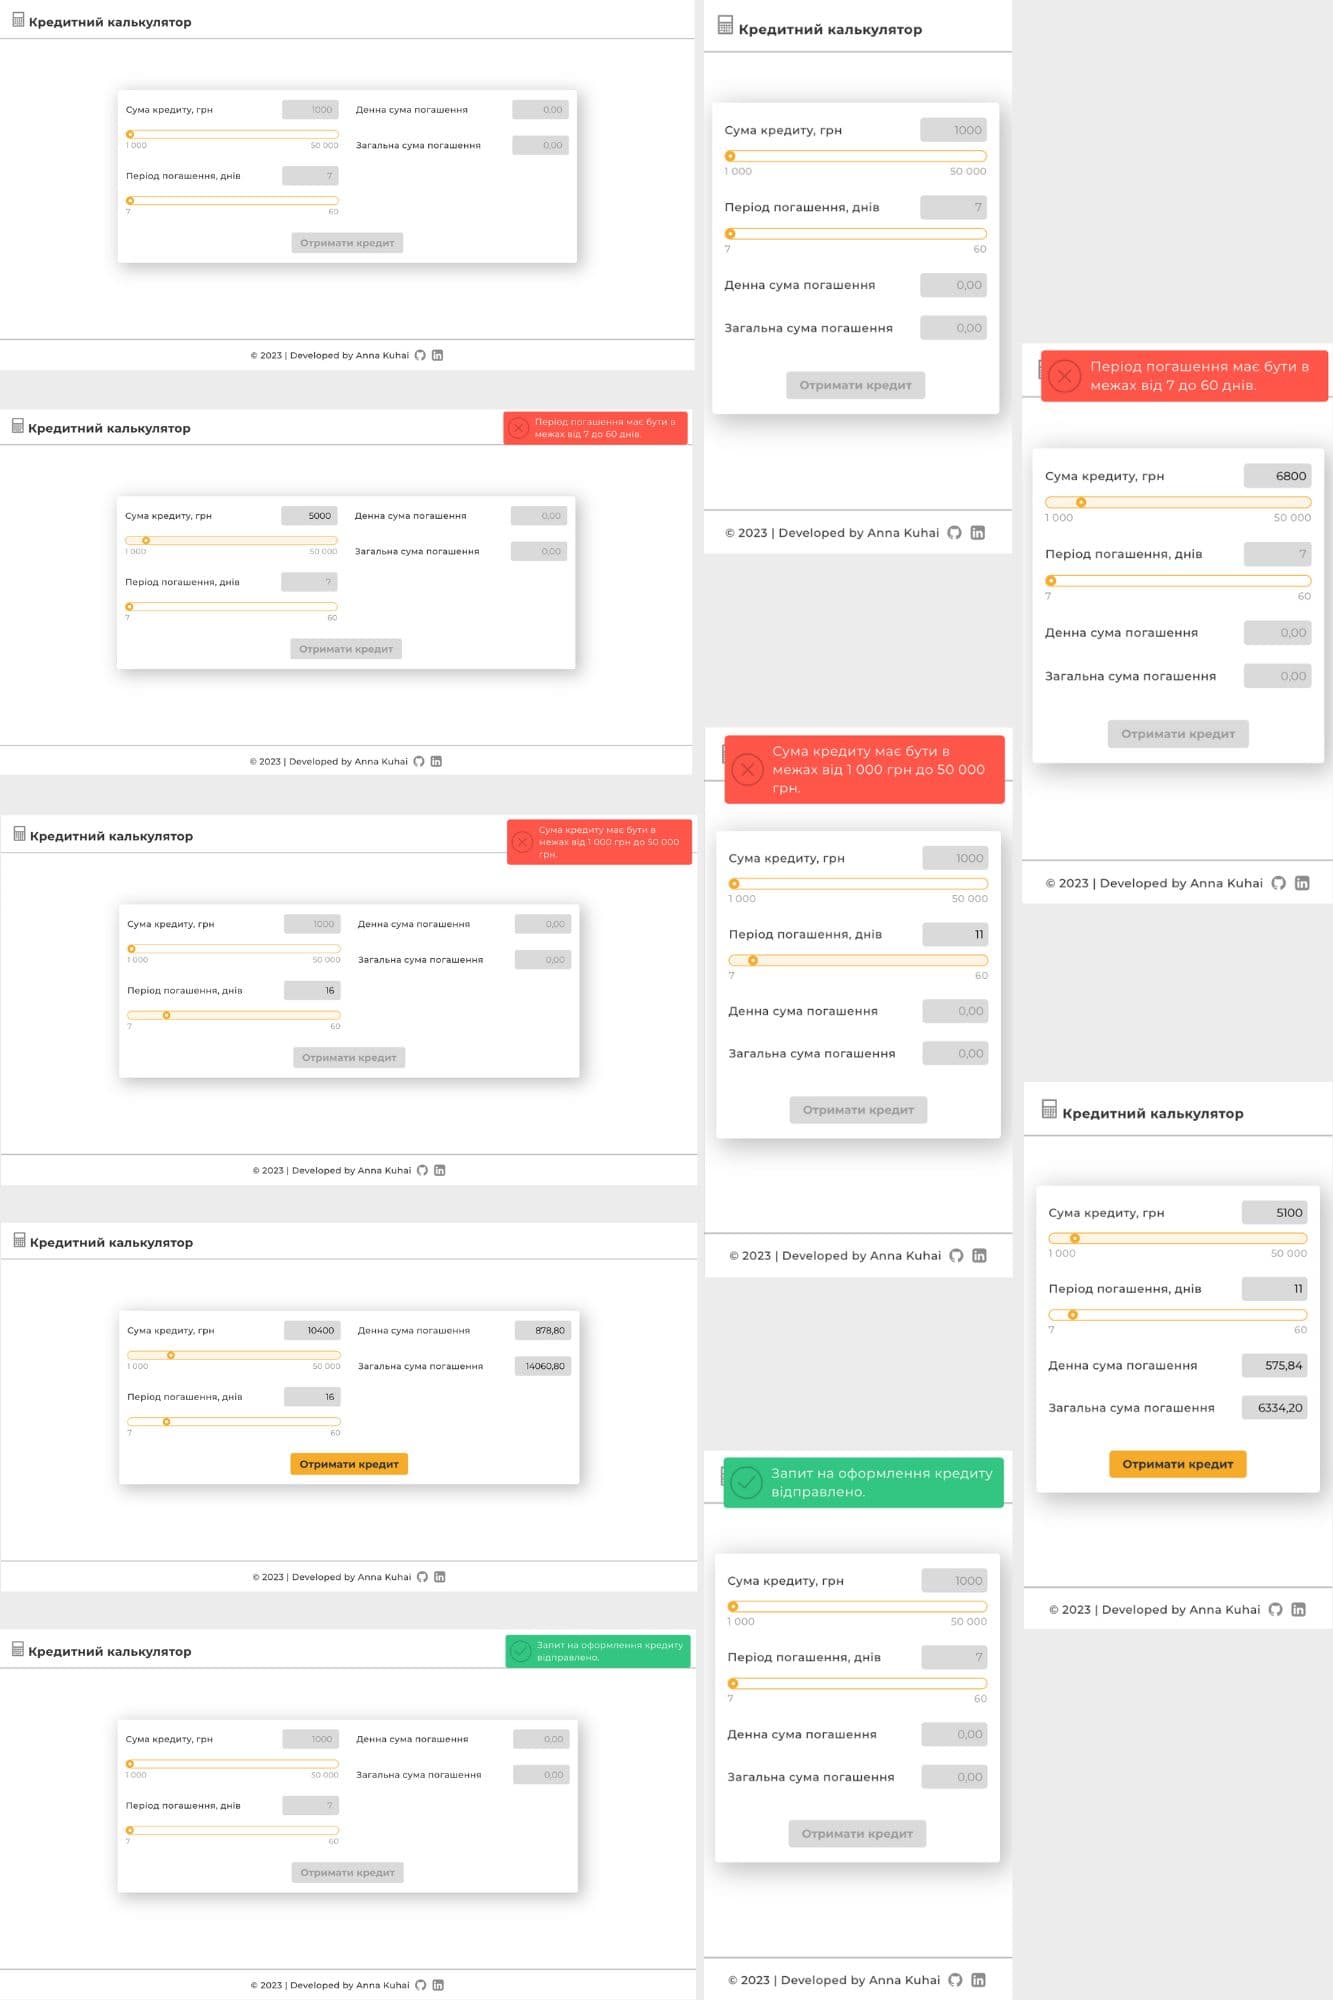 Кредитний калькулятор
Сума кредиту, грн 1000
1 000 50 000
Період погашення, днів 7
7 60
Денна сума погашення 0,00
Загальна сума погашення 0,00
Отримати кредит
© 2023 | Developed by Anna Kuhai
Кредитний калькулятор
Період погашення має бути в
межах від 7 до 60 днів.
Сума кредиту, грн 5000
1 000 50 000
Період погашення, днів 7
7 60
Денна сума погашення 0,00
Загальна сума погашення 0,00
Отримати кредит
© 2023 | Developed by Anna Kuhai
Кредитний калькулятор
Сума кредиту має бути в
межах від 1 000 грн до 50 000
грн.
Сума кредиту, грн 1000
1 000 50 000
Період погашення, днів 16
7 60
Денна сума погашення 0,00
Загальна сума погашення 0,00
Отримати кредит
© 2023 | Developed by Anna Kuhai
Кредитний калькулятор
Сума кредиту, грн 10400
1 000 50 000
Період погашення, днів 16
7 60
Денна сума погашення 878,80
Загальна сума погашення 14060,80
Отримати кредит
© 2023 | Developed by Anna Kuhai
Кредитний калькулятор
Запит на оформлення кредиту
відправлено.
Сума кредиту, грн 1000
1 000 50 000
Період погашення, днів 7
7 60
Денна сума погашення 0,00
Загальна сума погашення 0,00
Отримати кредит
© 2023 | Developed by Anna Kuhai
Кредитний калькулятор
Сума кредиту, грн 1000
1 000 50 000
Період погашення, днів 7
7 60
Денна сума погашення 0,00
Загальна сума погашення 0,00
Отримати кредит
© 2023 | Developed by Anna Kuhai
Сума кредиту має бути в
межах від 1 000 грн до 50 000
грн.
Сума кредиту, грн 1000
1 000 50 000
Період погашення, днів 11
7 60
Денна сума погашення 0,00
Загальна сума погашення 0,00
Отримати кредит
© 2023 | Developed by Anna Kuhai
Запит на оформлення кредиту
відправлено.
Сума кредиту, грн 1000
1 000 50 000
Період погашення, днів 7
7 60
Денна сума погашення 0,00
Загальна сума погашення 0,00
Отримати кредит
© 2023 | Developed by Anna Kuhai
Період погашення має бути в
межах від 7 до 60 днів.
Сума кредиту, грн 6800
1 000 50 000
Період погашення, днів 7
7 60
Денна сума погашення 0,00
Загальна сума погашення 0,00
Отримати кредит
© 2023 | Developed by Anna Kuhai
Кредитний калькулятор
Сума кредиту, грн 5100
1 000 50 000
Період погашення, днів 11
7 60
Денна сума погашення 575,84
Загальна сума погашення 6334,20
Отримати кредит
© 2023 | Developed by Anna Kuhai